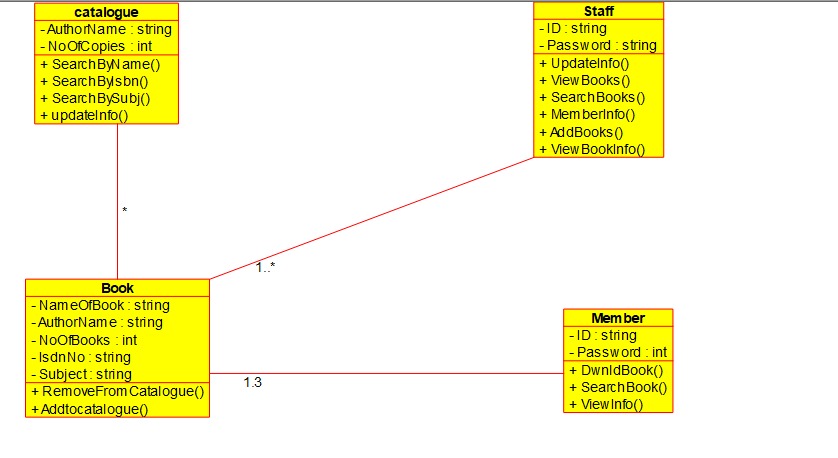 catalogue
- AuthorName : string
- NoOfCopies : int
+ SearchByName()
+ SearchByIsbn()
+ SearchBySubj()
+ updateInfo()
Staff
- ID : string
- Password : string
+ UpdateInfo()
+ ViewBooks()
+ SearchBooks()
+ MemberInfo()
+ AddBooks()
+ ViewBookInfo()
*
1..*
Book
- NameOfBook : string
- AuthorName : string
- NoOfBooks : int
- IsdnNo : string
- Subject : string
+ RemoveFromCatalogue()
+ Addtocatalogue()
1.3
Member
- ID : string
- Password : int
+ DwnldBook()
+ SearchBook()
+ ViewInfo()